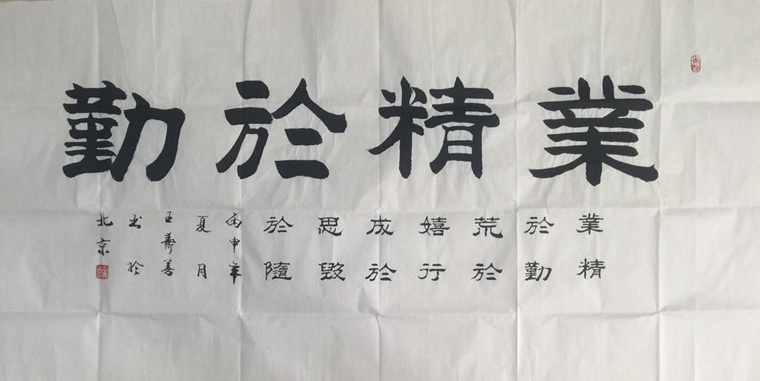 業精於勤
業精
於勤
荒於
嬉行
成於
思毀
於隨
丙申年
夏月
王壽善
书於
北京